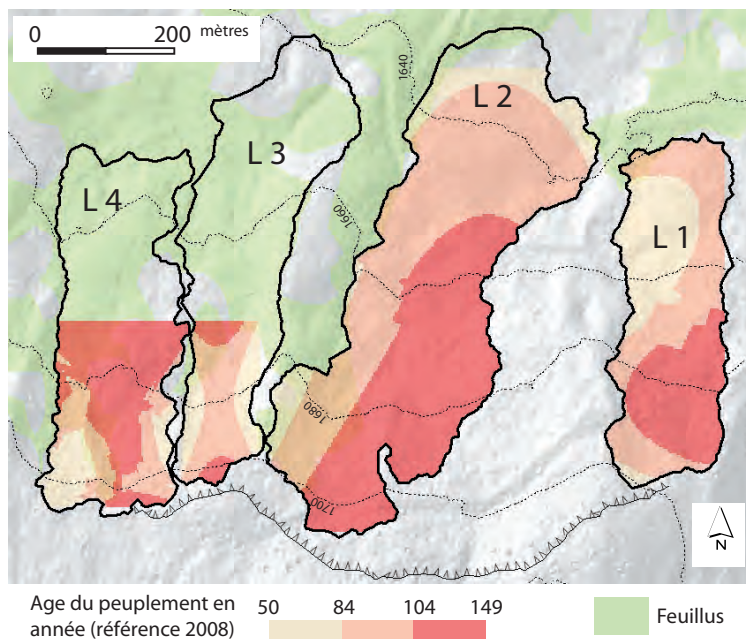 0 200 mètres
1640
L 2
L 3
L 4
1660
L 1
1680
1700
N
Age du peuplement en
année (référence 2008)
50 84 104 149
Feuillus